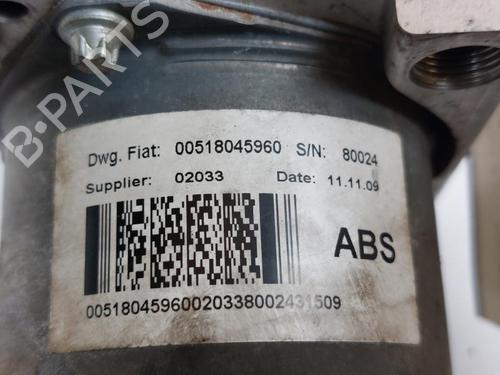 B-PARTS
Dwg. Fiat: 00518045960 S/N: 80024
Supplier: 02033 Date: 11.11.09
ABS
00518045960020338002431509